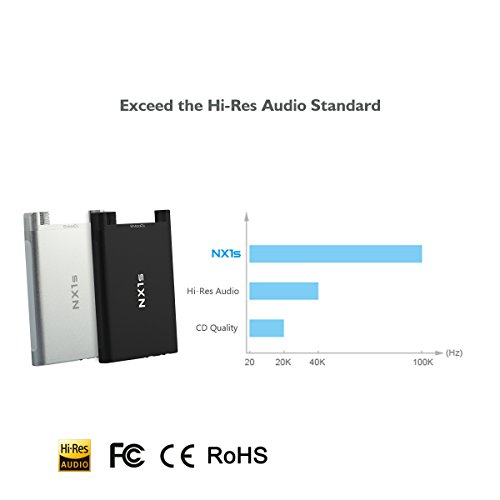 Exceed the Hi-Res Audio Standard
NX1s
NX1s
NX1s
Hi-Res Audio
CD Quality
20 20K 40K 100K (Hz)
Hi-Res
AUDIO
FC CE RoHS